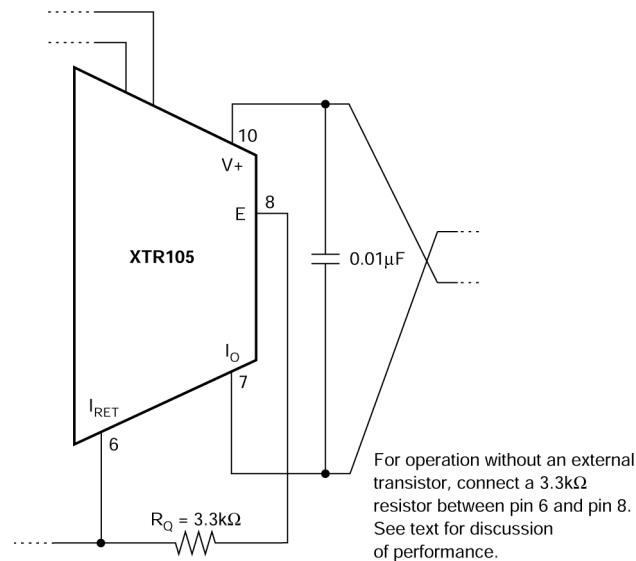 10
V+
8
E
XTR105
0.01µF
I_O
7
I_RET
6
R_Q = 3.3kΩ
For operation without an external
transistor, connect a 3.3kΩ
resistor between pin 6 and pin 8.
See text for discussion
of performance.